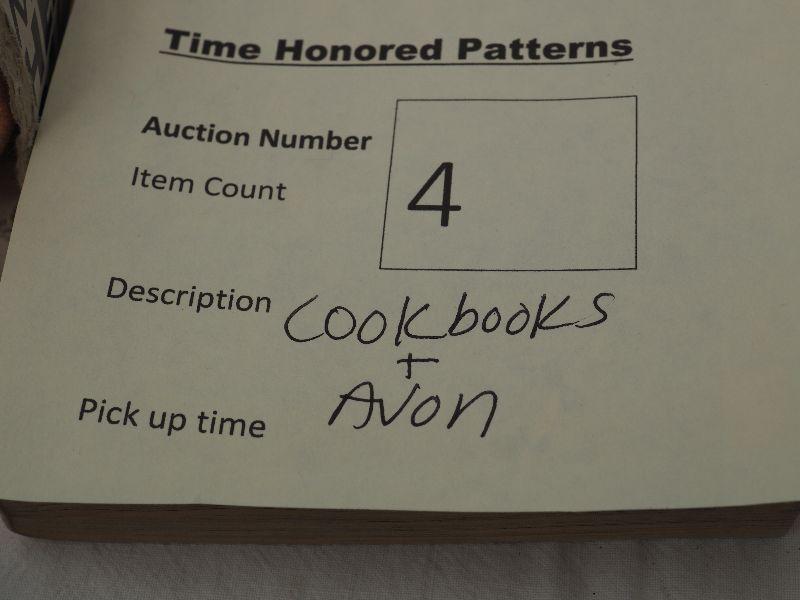 Time Honored Patterns
Auction Number
Item Count
4
Description Cookbooks
+
Avon
Pick up time